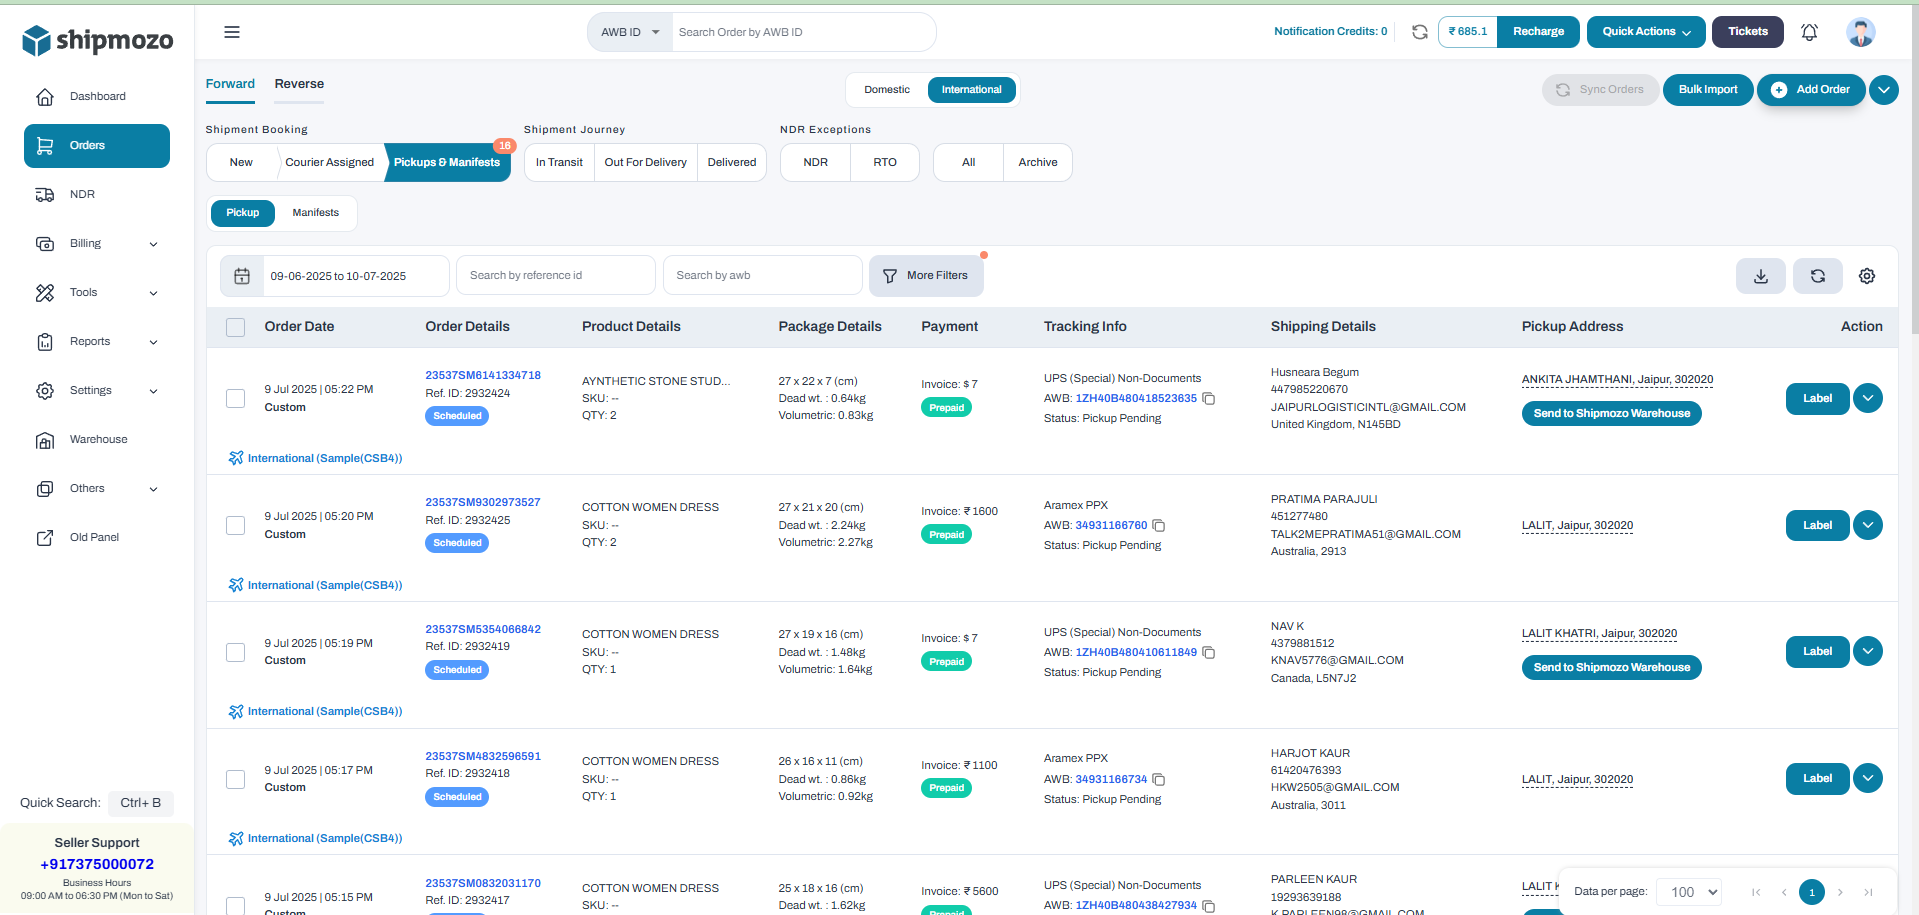 shipmozo
AWB ID
Search Order by AWB ID
Notification Credits: 0
₹ 685.1
Recharge
Quick Actions
Tickets
Dashboard
Orders
NDR
Billing
Tools
Reports
Settings
Warehouse
Others
Old Panel
Quick Search: Ctrl+ B
Seller Support
+917375000072
Business Hours
09:00 AM to 06:30 PM (Mon to Sat)
Forward
Reverse
Domestic
International
Sync Orders
Bulk Import
Add Order
Shipment Booking
Shipment Journey
NDR Exceptions
New
Courier Assigned
Pickups & Manifests
16
In Transit
Out For Delivery
Delivered
NDR
RTO
All
Archive
Pickup
Manifests
09-06-2025 to 10-07-2025
Search by reference id
Search by awb
More Filters
Order Date
Order Details
Product Details
Package Details
Payment
Tracking Info
Shipping Details
Pickup Address
Action
9 Jul 2025 | 05:22 PM
Custom
23537SM6141334718
Ref. ID: 2932424
Scheduled
AYNTHETIC STONE STUD...
SKU: --
QTY: 2
27 x 22 x 7 (cm)
Dead wt. : 0.64kg
Volumetric: 0.83kg
Invoice: $ 7
Prepaid
UPS (Special) Non-Documents
AWB: 1ZH40B480418523635
Status: Pickup Pending
Husneara Begum
447985220670
JAIPURLOGISTICINTL@GMAIL.COM
United Kingdom, N145BD
ANKITA JHAMTHANI, Jaipur, 302020
Send to Shipmozo Warehouse
Label
International (Sample(CSB4))
9 Jul 2025 | 05:20 PM
Custom
23537SM9302973527
Ref. ID: 2932425
Scheduled
COTTON WOMEN DRESS
SKU: --
QTY: 2
27 x 21 x 20 (cm)
Dead wt. : 2.24kg
Volumetric: 2.27kg
Invoice: ₹ 1600
Prepaid
Aramex PPX
AWB: 34931166760
Status: Pickup Pending
PRATIMA PARAJULI
451277480
TALK2MEPRATIMA51@GMAIL.COM
Australia, 2913
LALIT, Jaipur, 302020
Label
International (Sample(CSB4))
9 Jul 2025 | 05:19 PM
Custom
23537SM5354066842
Ref. ID: 2932419
Scheduled
COTTON WOMEN DRESS
SKU: --
QTY: 1
27 x 19 x 16 (cm)
Dead wt. : 1.48kg
Volumetric: 1.64kg
Invoice: $ 7
Prepaid
UPS (Special) Non-Documents
AWB: 1ZH40B480410611849
Status: Pickup Pending
NAV K
4379881512
KNAV5776@GMAIL.COM
Canada, L5N7J2
LALIT KHATRI, Jaipur, 302020
Send to Shipmozo Warehouse
Label
International (Sample(CSB4))
9 Jul 2025 | 05:17 PM
Custom
23537SM4832596591
Ref. ID: 2932418
Scheduled
COTTON WOMEN DRESS
SKU: --
QTY: 1
26 x 16 x 11 (cm)
Dead wt. : 0.86kg
Volumetric: 0.92kg
Invoice: ₹ 1100
Prepaid
Aramex PPX
AWB: 34931166734
Status: Pickup Pending
HARJOT KAUR
61420476393
HKW2505@GMAIL.COM
Australia, 3011
LALIT, Jaipur, 302020
Label
International (Sample(CSB4))
9 Jul 2025 | 05:15 PM
Custom
23537SM0832031170
Ref. ID: 2932417
COTTON WOMEN DRESS
SKU: --
25 x 18 x 16 (cm)
Dead wt. : 1.62kg
Invoice: ₹ 5600
Prepaid
UPS (Special) Non-Documents
AWB: 1ZH40B480438427934
PARLEEN KAUR
19293639188
K.PARLEEN98@GMAIL.COM
LALIT K
Data per page: 100
1